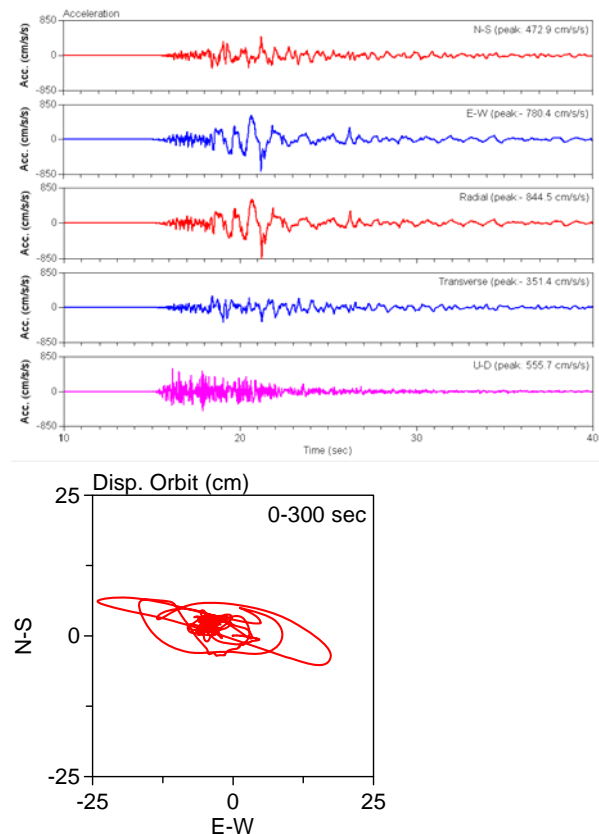 Acceleration
850
N-S (peak: 472.9 cm/s/s)
0
-850
Acc. (cm/s/s)
850
E-W (peak:- 780.4 cm/s/s)
0
-850
Acc. (cm/s/s)
850
Radial (peak:- 844.5 cm/s/s)
0
-850
Acc. (cm/s/s)
850
Transverse (peak:- 351.4 cm/s/s)
0
-850
Acc. (cm/s/s)
850
U-D (peak: 555.7 cm/s/s)
0
-850
Acc. (cm/s/s)
10 20 30 40
Time (sec)
Disp. Orbit (cm)
25
0-300 sec
N-S
0
-25
-25 0 25
E-W